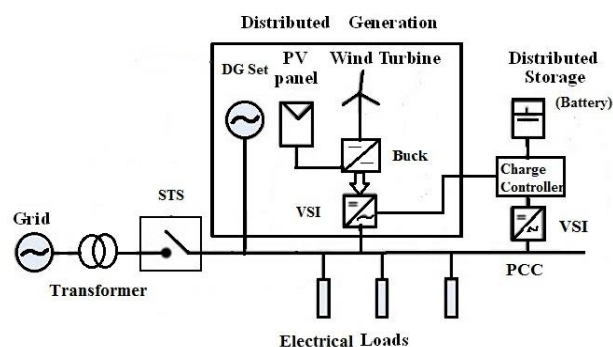 Distributed Generation
PV
panel
Wind Turbine
DG Set
Distributed
Storage
(Battery)
Buck
Charge
Controller
STS
VSI
VSI
Grid
Transformer
PCC
Electrical Loads